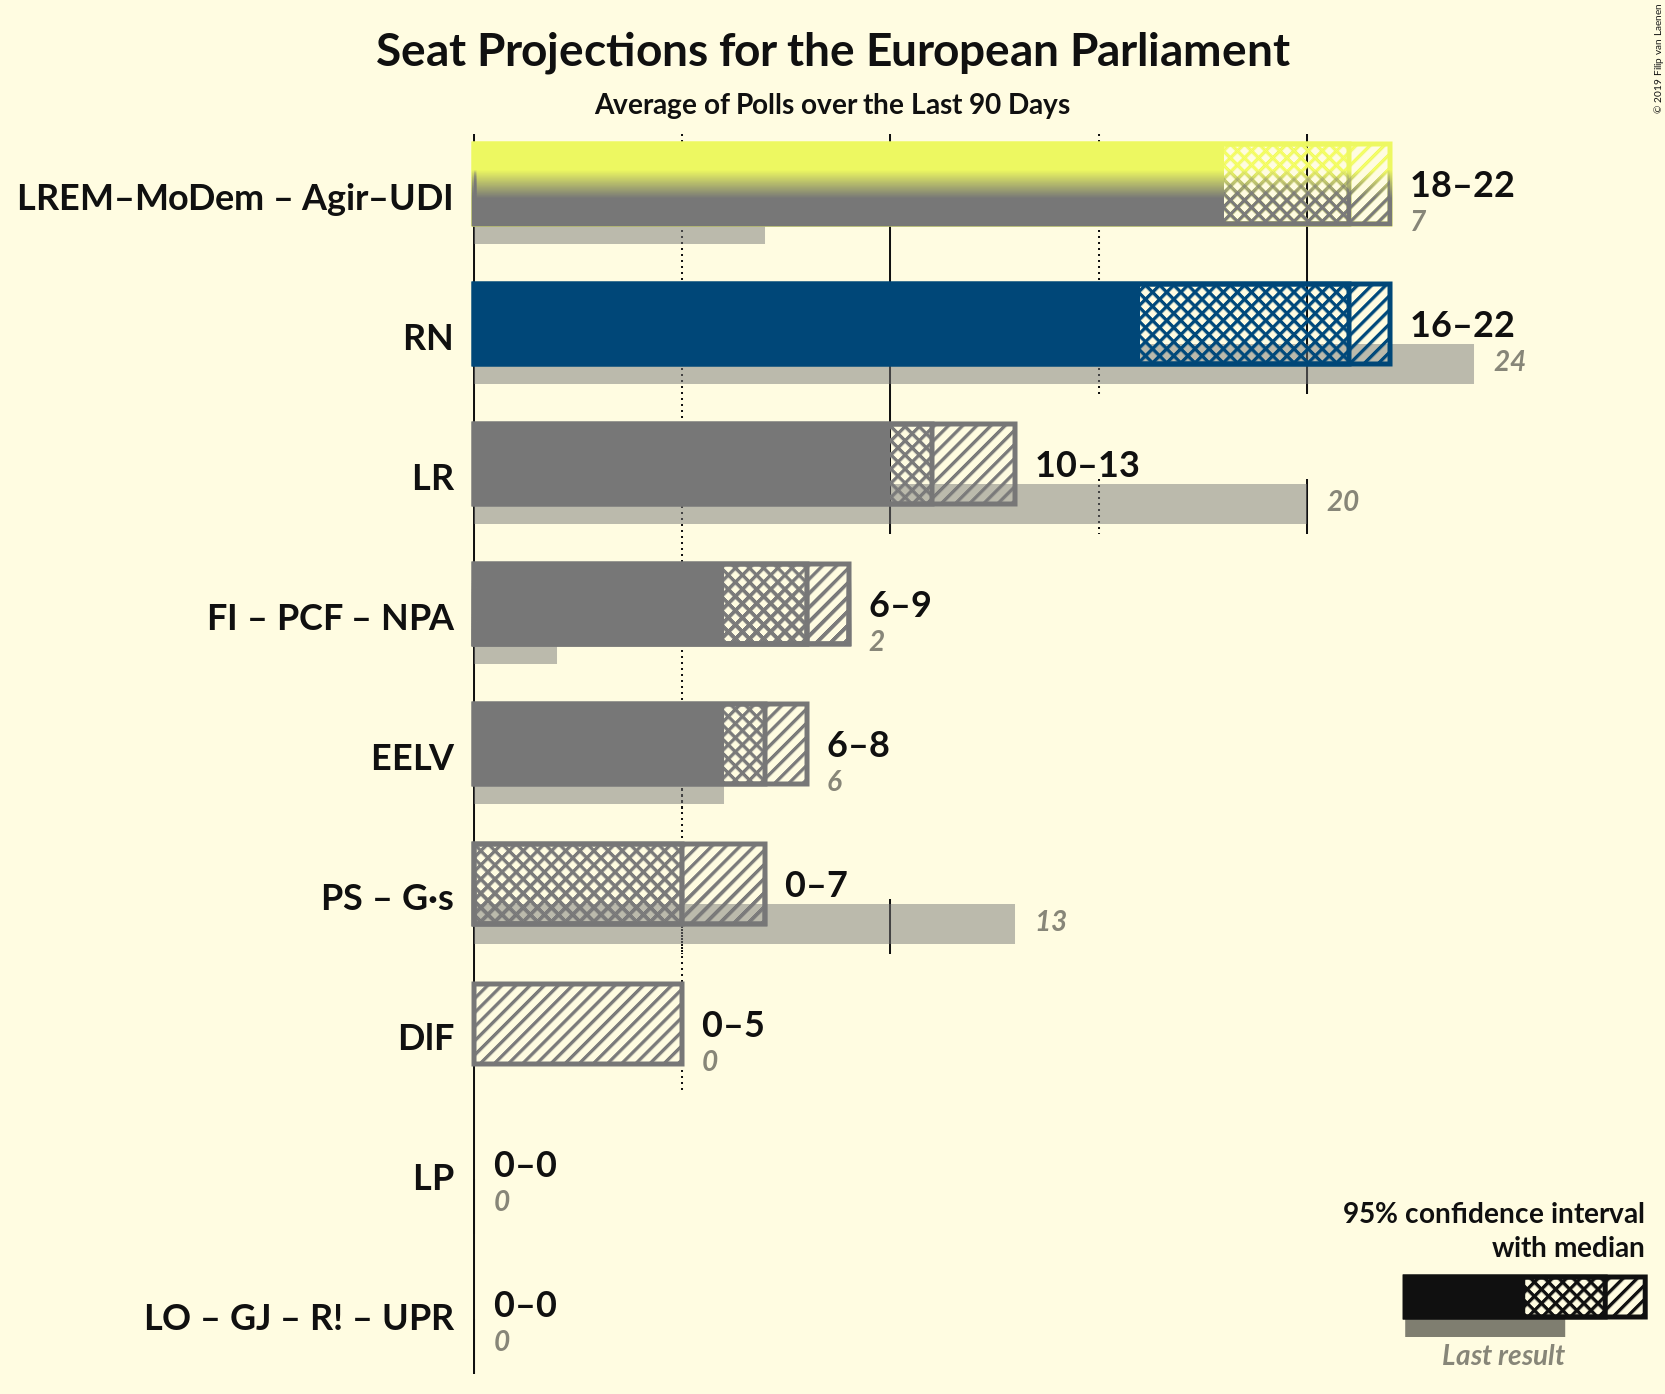 Seat Projections for the European Parliament
Average of Polls over the Last 90 Days
© 2019 Filip van Laenen
LREM–MoDem – Agir–UDI
18–22
7
RN
16–22
24
LR
10–13
20
FI – PCF – NPA
6–9
2
EELV
6–8
6
PS – G·s
0–7
13
DlF
0–5
0
LP
0–0
0
LO – GJ – R! – UPR
0–0
0
95% confidence interval
with median
Last result